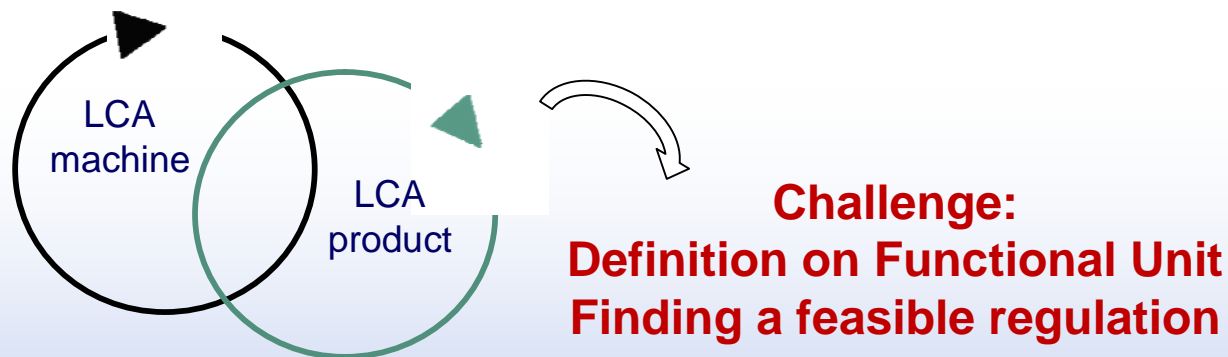 LCA
machine
LCA
product
Challenge:
Definition on Functional Unit
Finding a feasible regulation